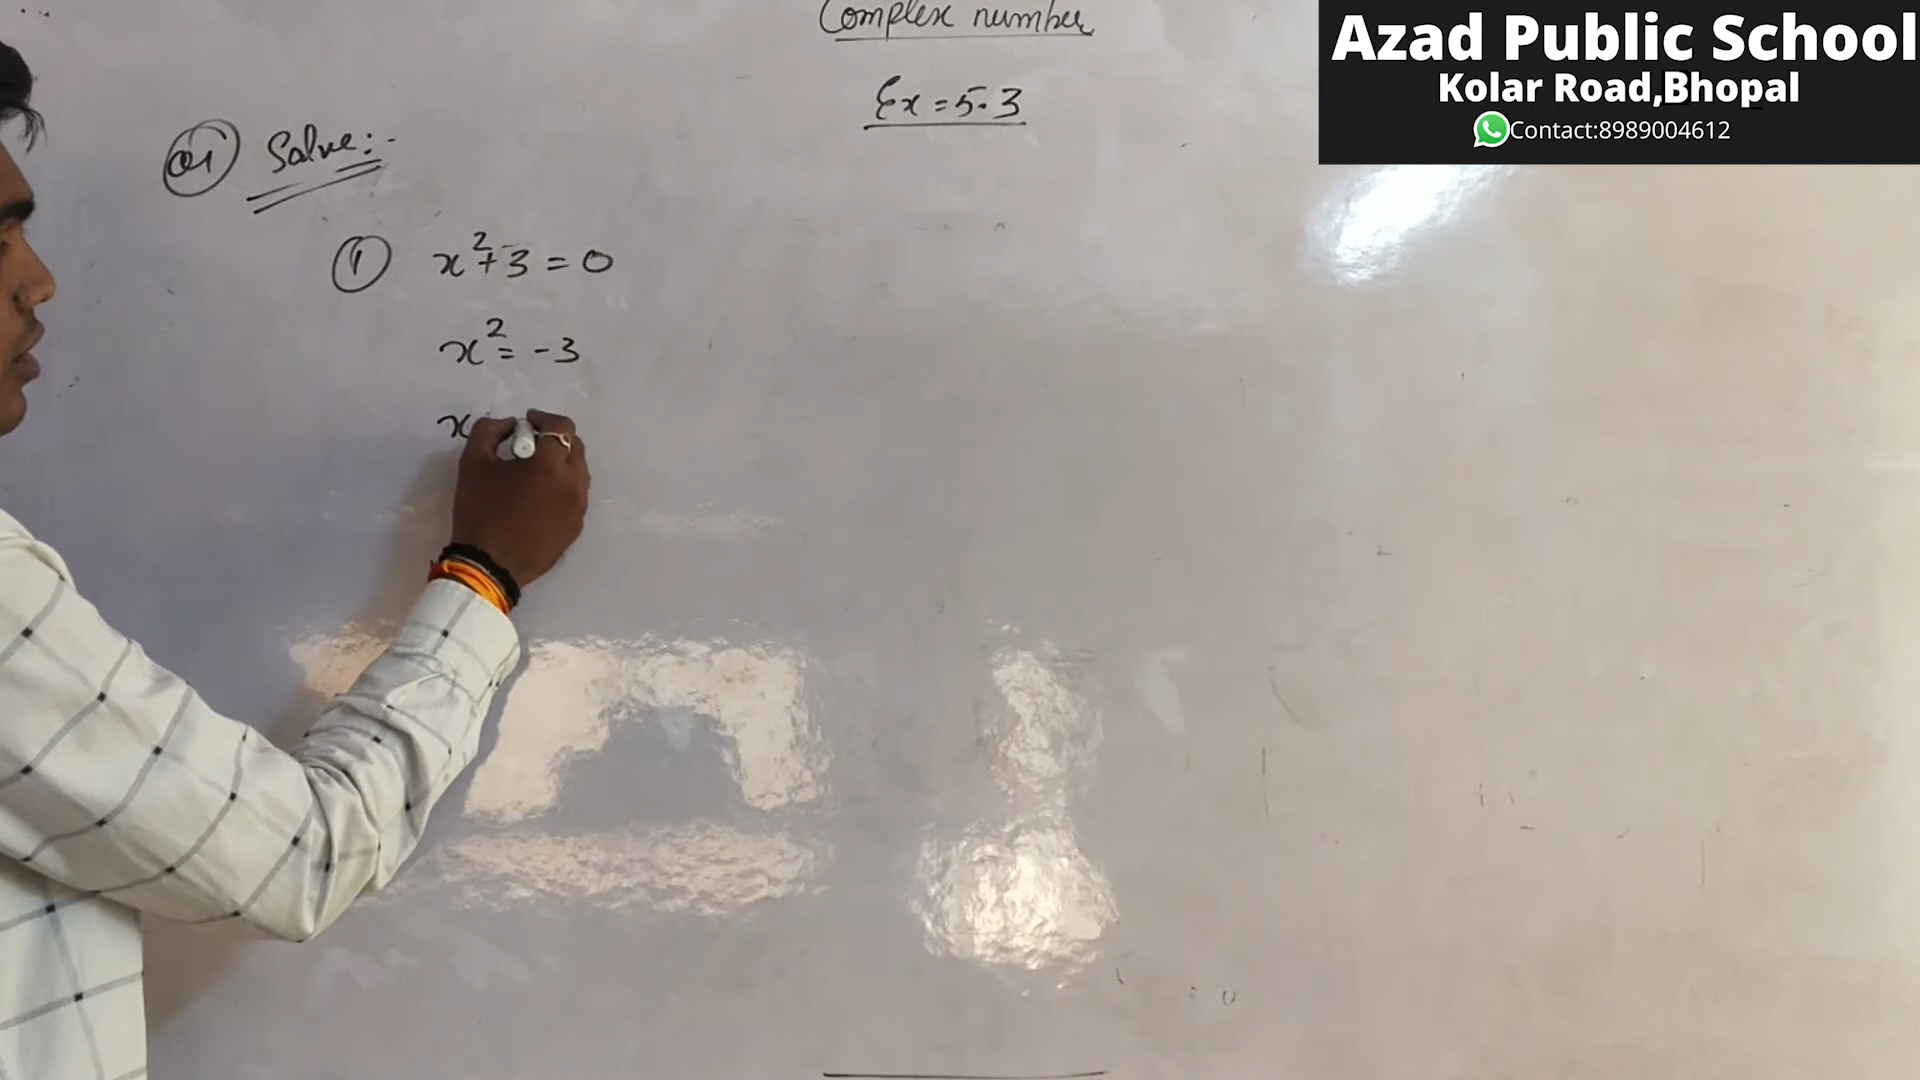 Complex number
Ex = 5.3
Azad Public School
Kolar Road,Bhopal
Contact:8989004612
Q1 Solve:-
① x²+3 = 0
x² = -3
x